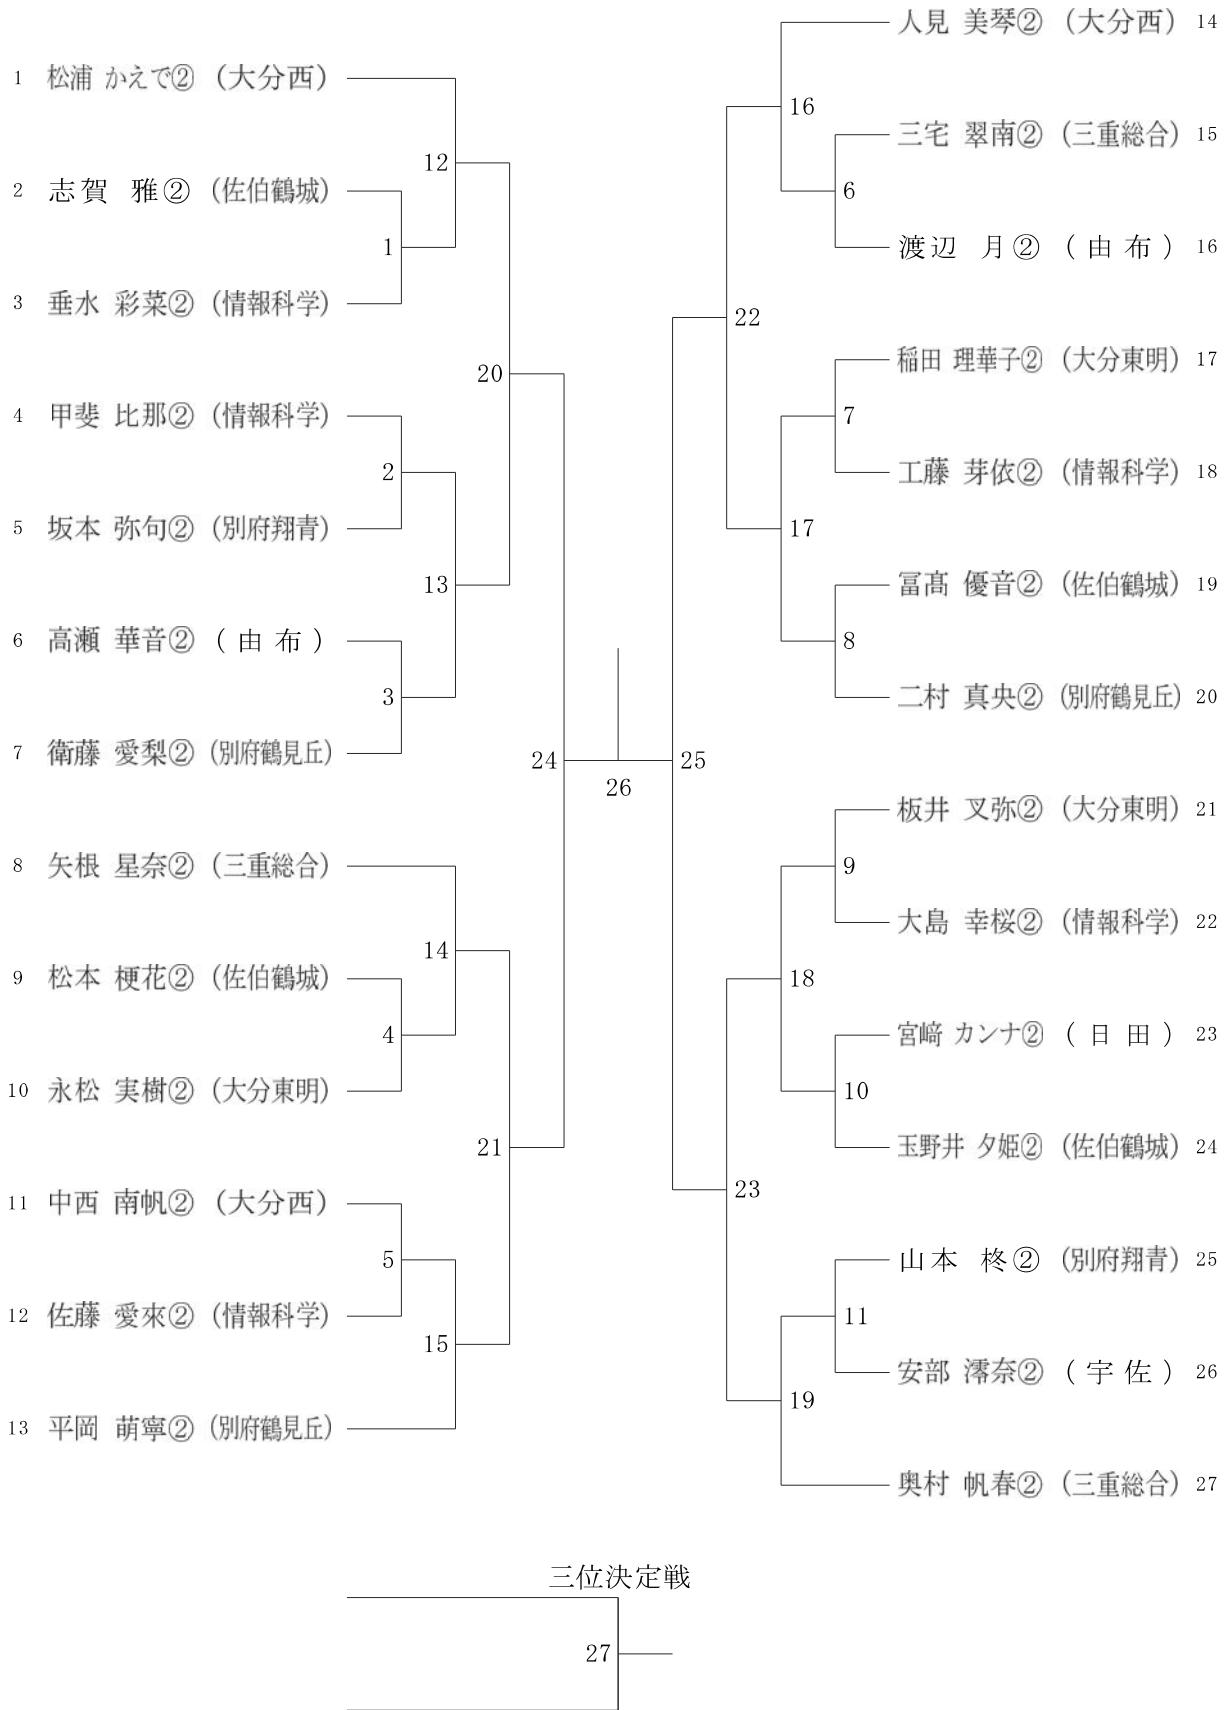 1 松浦 かえで② (大分西)
2 志賀 雅② (佐伯鶴城)
3 垂水 彩菜② (情報科学)
4 甲斐 比那② (情報科学)
5 坂本 弥句② (別府翔青)
6 高瀬 華音② (由布)
7 衛藤 愛梨② (別府鶴見丘)
8 矢根 星奈② (三重総合)
9 松本 梗花② (佐伯鶴城)
10 永松 実樹② (大分東明)
11 中西 南帆② (大分西)
12 佐藤 愛來② (情報科学)
13 平岡 萌寧② (別府鶴見丘)
12
1
20
2
13
3
24
14
4
21
5
15
26
25
16
6
22
7
17
8
9
18
10
23
11
19
人見 美琴② (大分西) 14
三宅 翠南② (三重総合) 15
渡辺 月② (由布) 16
稲田 理華子② (大分東明) 17
工藤 芽依② (情報科学) 18
冨髙 優音② (佐伯鶴城) 19
二村 真央② (別府鶴見丘) 20
板井 叉弥② (大分東明) 21
大島 幸桜② (情報科学) 22
宮﨑 カンナ② (日田) 23
玉野井 夕姫② (佐伯鶴城) 24
山本 柊② (別府翔青) 25
安部 澪奈② (宇佐) 26
奥村 帆春② (三重総合) 27
三位決定戦
27